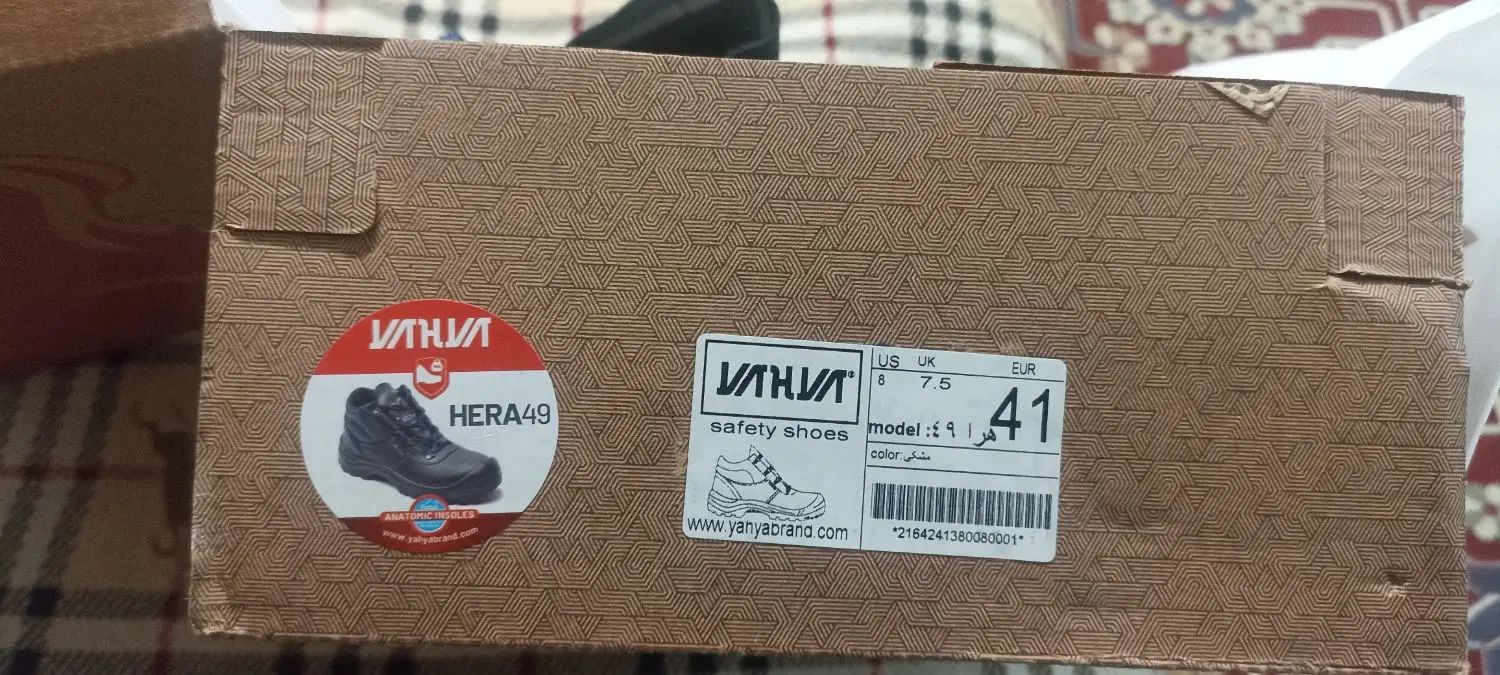 YAHYA
HERA49
ANATOMIC INSOLES
www.yahyabrand.com
YAHYA®
safety shoes
www.yahyabrand.com
US UK EUR
8 7.5 41
model :هرا ٤٩
color:مشکی
*2164241380080001*